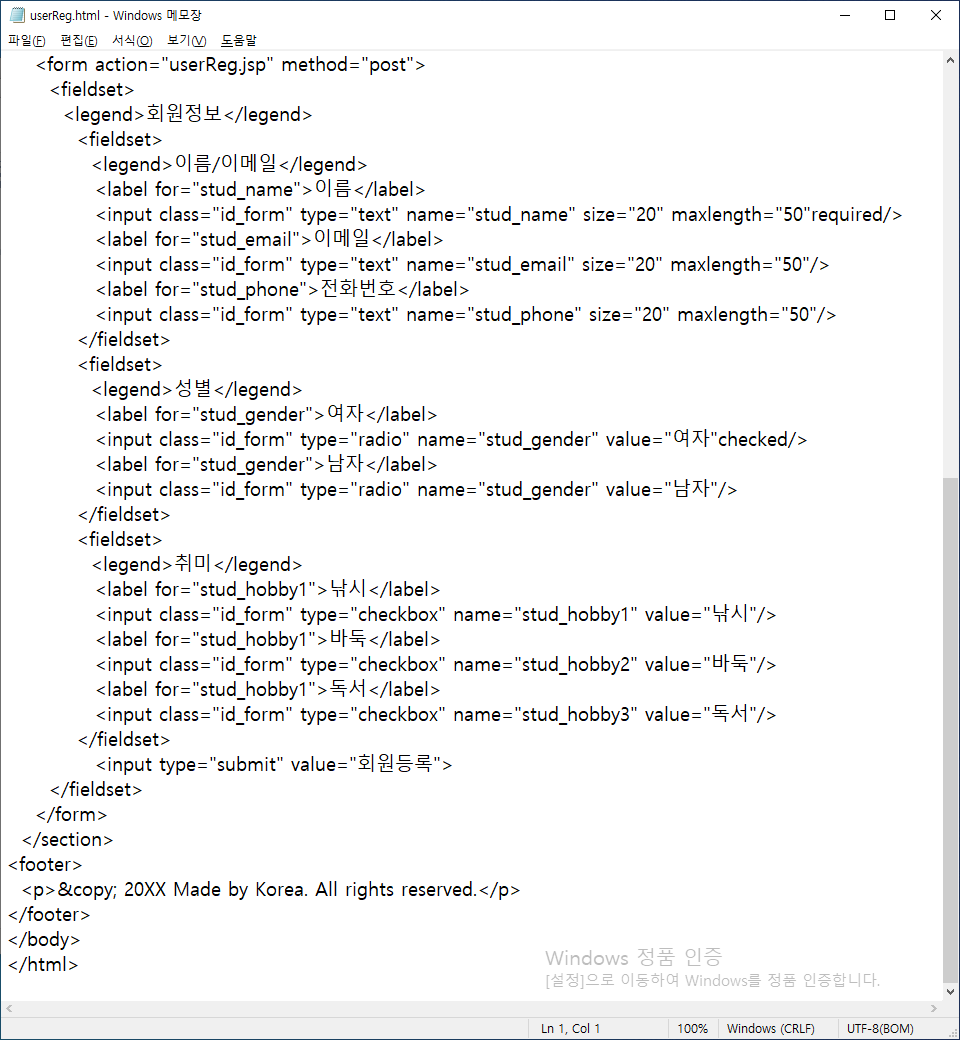 userReg.html - Windows 메모장
파일(F) 편집(E) 서식(O) 보기(V) 도움말
<form action="userReg.jsp" method="post">
<fieldset>
<legend>회원정보</legend>
<fieldset>
<legend>이름/이메일</legend>
<label for="stud_name">이름</label>
<input class="id_form" type="text" name="stud_name" size="20" maxlength="50"required/>
<label for="stud_email">이메일</label>
<input class="id_form" type="text" name="stud_email" size="20" maxlength="50"/>
<label for="stud_phone">전화번호</label>
<input class="id_form" type="text" name="stud_phone" size="20" maxlength="50"/>
</fieldset>
<fieldset>
<legend>성별</legend>
<label for="stud_gender">여자</label>
<input class="id_form" type="radio" name="stud_gender" value="여자"checked/>
<label for="stud_gender">남자</label>
<input class="id_form" type="radio" name="stud_gender" value="남자"/>
</fieldset>
<fieldset>
<legend>취미</legend>
<label for="stud_hobby1">낚시</label>
<input class="id_form" type="checkbox" name="stud_hobby1" value="낚시"/>
<label for="stud_hobby1">바둑</label>
<input class="id_form" type="checkbox" name="stud_hobby2" value="바둑"/>
<label for="stud_hobby1">독서</label>
<input class="id_form" type="checkbox" name="stud_hobby3" value="독서"/>
</fieldset>
<input type="submit" value="회원등록">
</fieldset>
</form>
</section>
<footer>
<p>&copy; 20XX Made by Korea. All rights reserved.</p>
</footer>
</body>
</html>
Windows 정품 인증
[설정]으로 이동하여 Windows를 정품 인증합니다.
Ln 1, Col 1 100% Windows (CRLF) UTF-8(BOM)